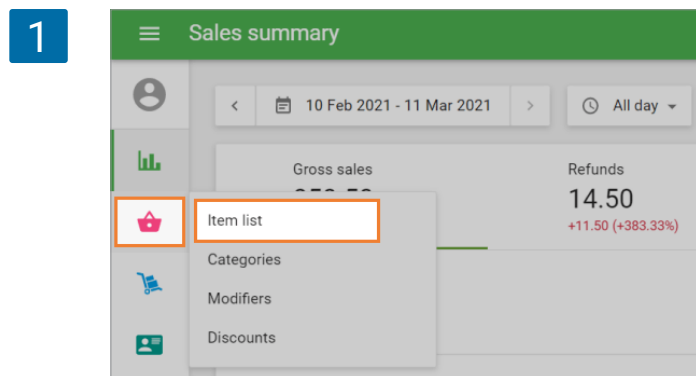 1
Sales summary
10 Feb 2021 - 11 Mar 2021
All day
Gross sales
Refunds
14.50
+11.50 (+383.33%)
Item list
Categories
Modifiers
Discounts